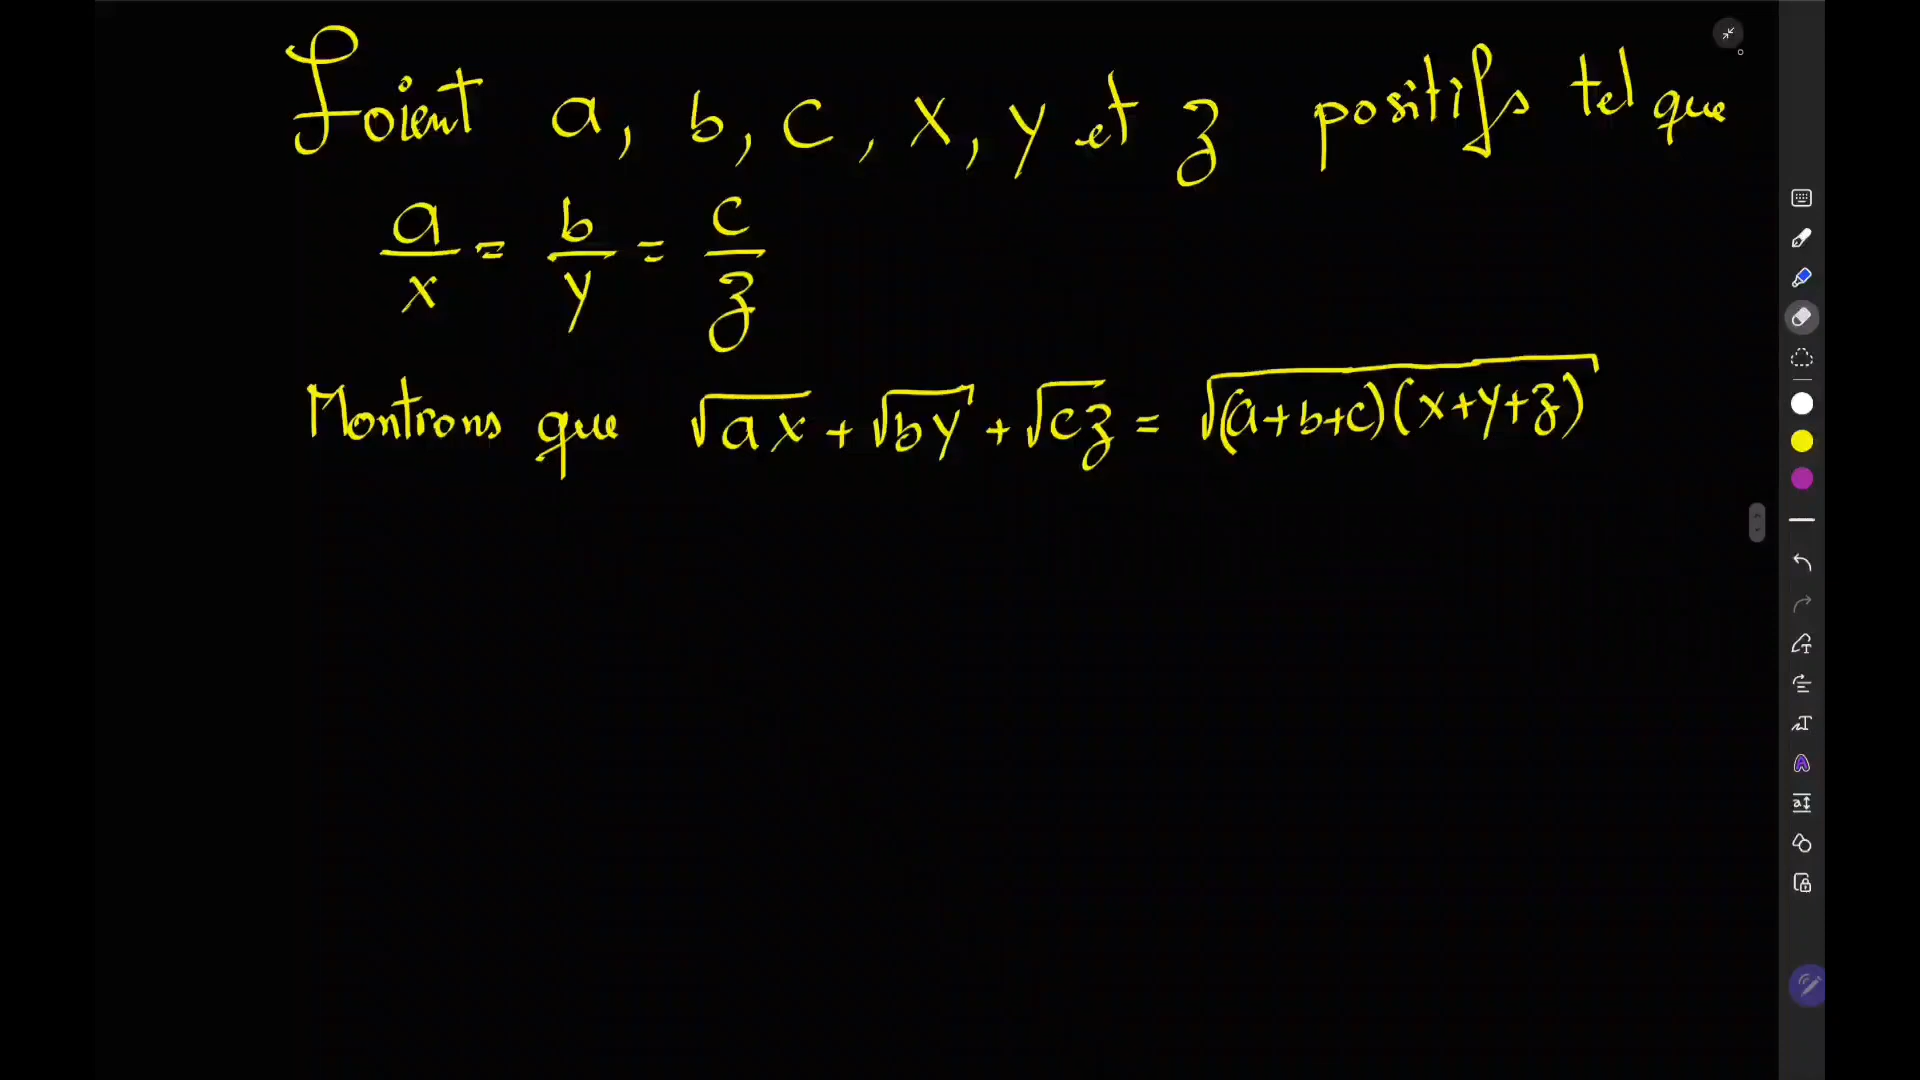 Soient a, b, c, x, y et z positifs tel que
a/x = b/y = c/z
Montrons que √ax + √by + √cz = √(a+b+c)(x+y+z)